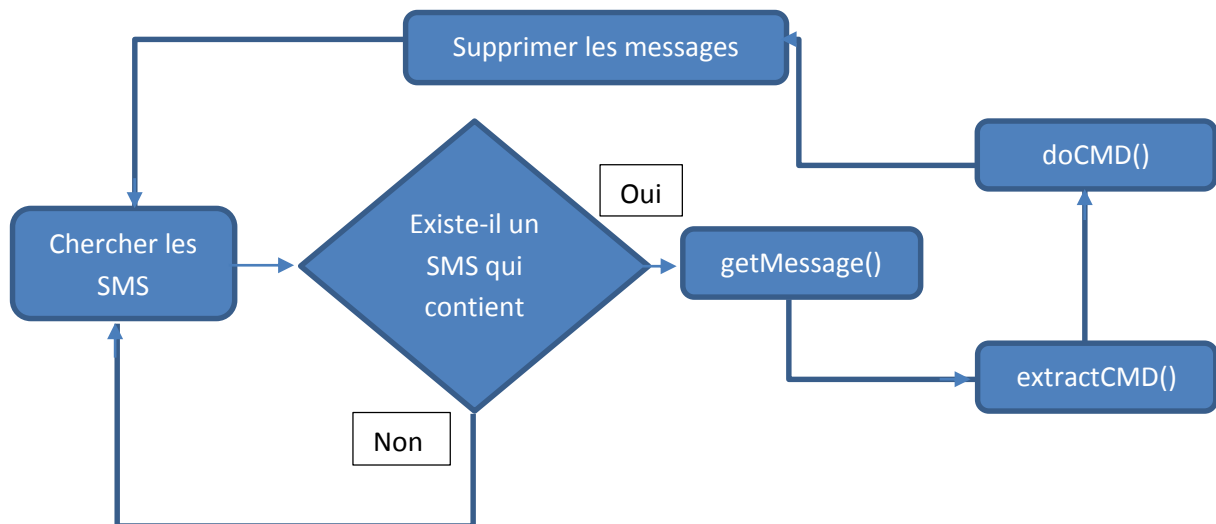 Supprimer les messages
doCMD()
Oui
Existe-il un
SMS qui
contient
Chercher les
SMS
getMessage()
extractCMD()
Non